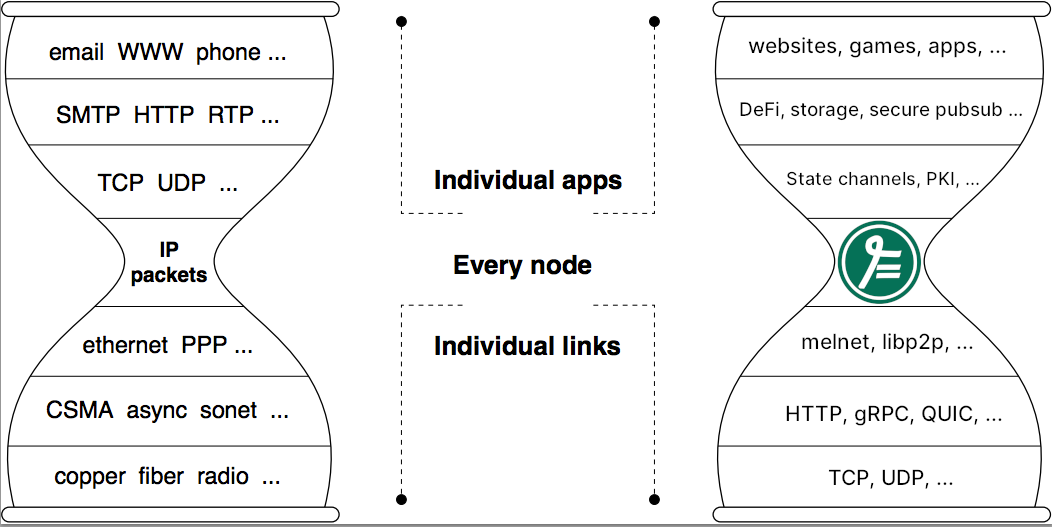 email WWW phone ...
SMTP HTTP RTP ...
TCP UDP ...
IP
packets
ethernet PPP ...
CSMA async sonet ...
copper fiber radio ...
Individual apps
Every node
Individual links
websites, games, apps, ...
DeFi, storage, secure pubsub ...
State channels, PKI, ...
melnet, libp2p, ...
HTTP, gRPC, QUIC, ...
TCP, UDP, ...